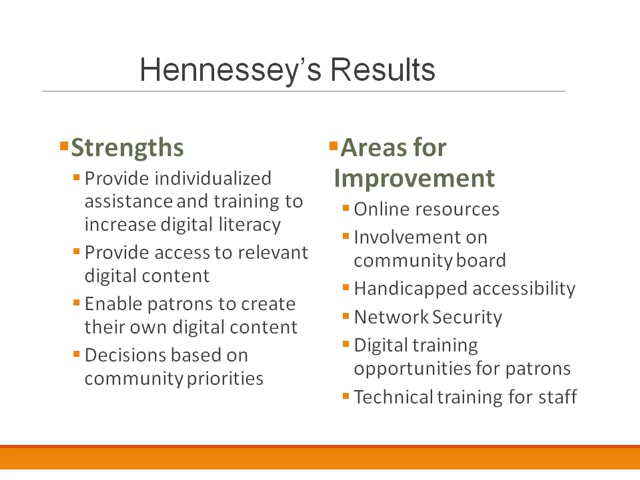 Hennessey's Results
Strengths
Provide individualized
assistance and training to
increase digital literacy
Provide access to relevant
digital content
Enable patrons to create
their own digital content
Decisions based on
community priorities
Areas for
Improvement
Online resources
Involvement on
community board
Handicapped accessibility
Network Security
Digital training
opportunities for patrons
Technical training for staff